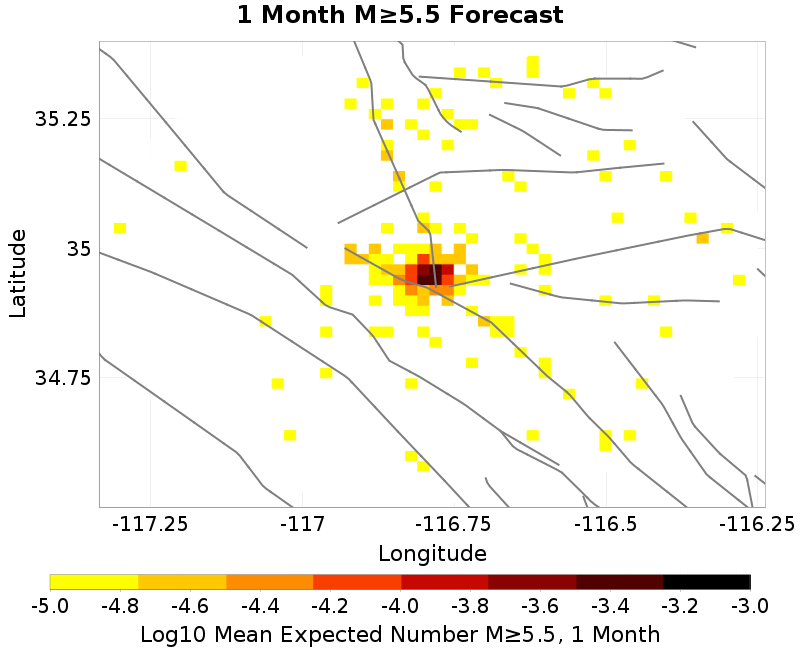 1 Month M≥5.5 Forecast
Latitude
35.25
35
34.75
-117.25 -117 -116.75 -116.5 -116.25
Longitude
-5.0 -4.8 -4.6 -4.4 -4.2 -4.0 -3.8 -3.6 -3.4 -3.2 -3.0
Log10 Mean Expected Number M≥5.5, 1 Month